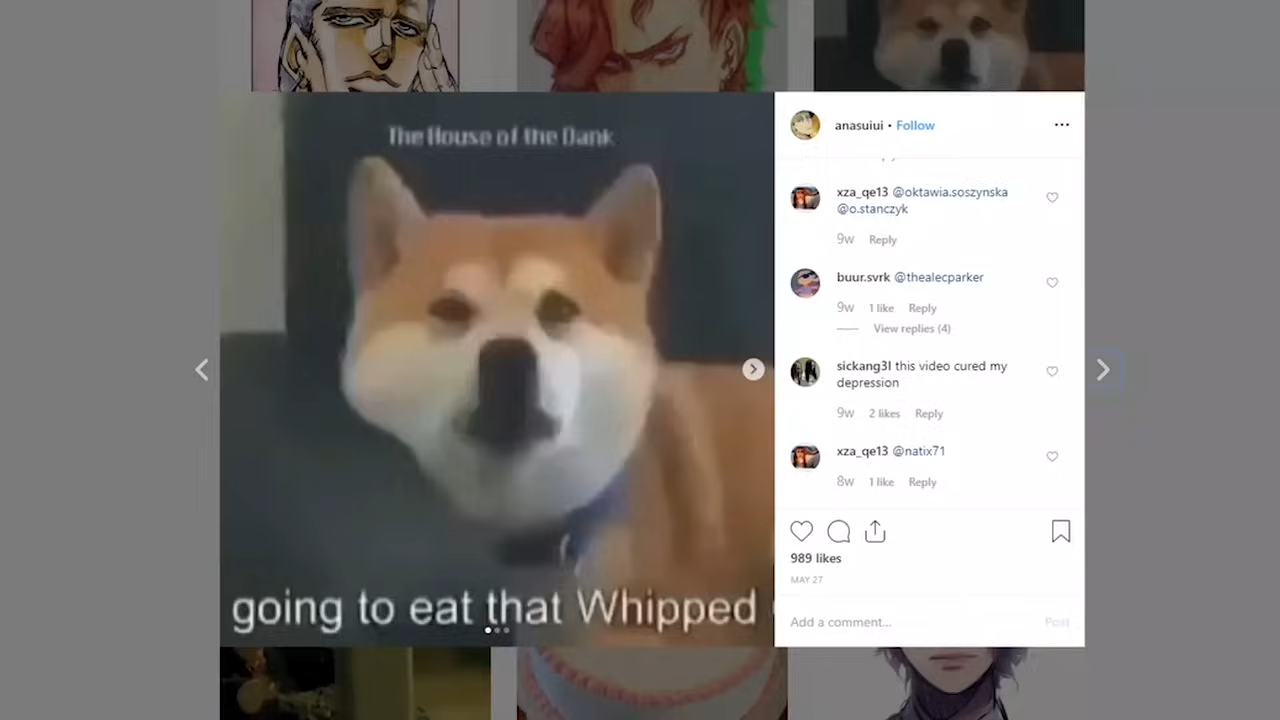 The House of the Dank
going to eat that Whipped
anasuiui • Follow
xza_qe13 @oktawia.soszynska
@o.stanczyk
9w Reply
buur.svrk @thealecparker
9w 1 like Reply
View replies (4)
sickang3l this video cured my
depression
9w 2 likes Reply
xza_qe13 @natix71
8w 1 like Reply
989 likes
MAY 27
Add a comment... Post